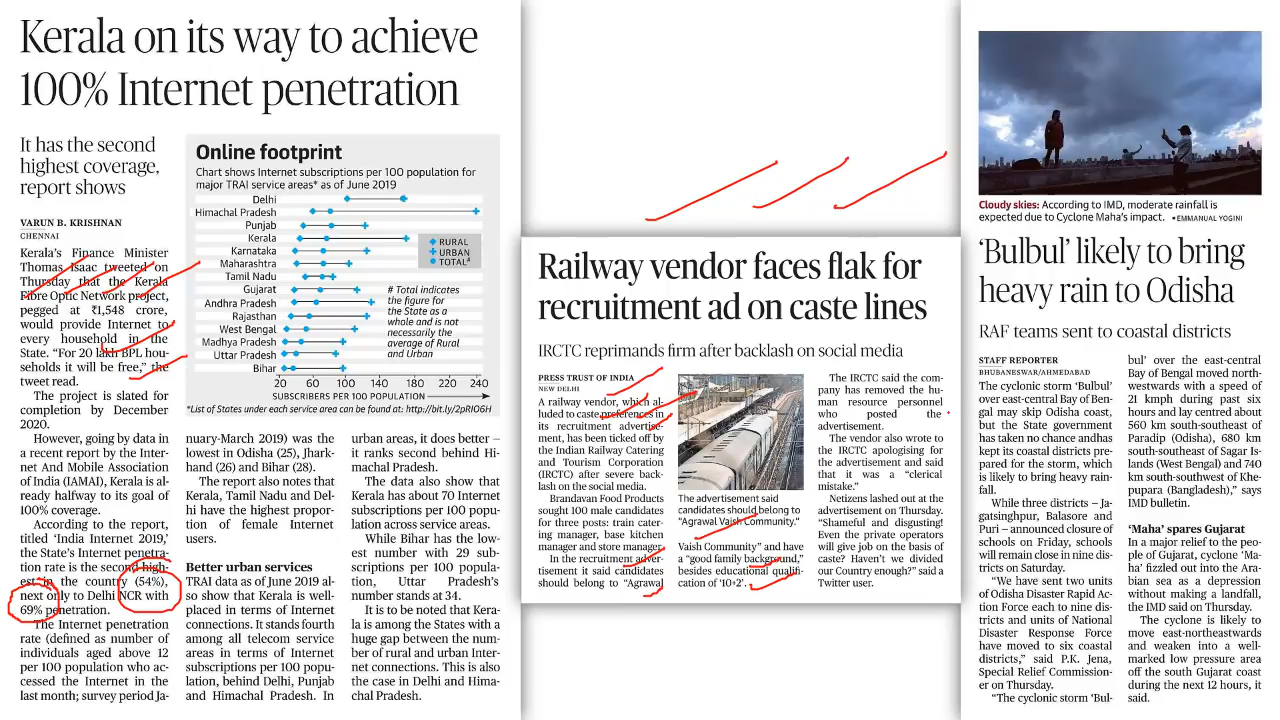 Kerala on its way to achieve
100% Internet penetration
It has the second
highest coverage,
report shows
VARUN B. KRISHNAN
CHENNAI
Kerala's Finance Minister
Thomas Isaac tweeted on
Thursday that the Kerala
Fibre Optic Network project,
pegged at ₹1,548 crore,
would provide Internet to
every household in the
State. “For 20 lakh BPL hou-
seholds it will be free,” the
tweet read.
The project is slated for
completion by December
2020.
However, going by data in
a recent report by the Inter-
net And Mobile Association
of India (IAMAI), Kerala is al-
ready halfway to its goal of
100% coverage.
According to the report,
titled ‘India Internet 2019,’
the State's Internet penetra-
tion rate is the second high-
est in the country (54%),
next only to Delhi NCR with
69% penetration.
The Internet penetration
rate (defined as number of
individuals aged above 12
per 100 population who ac-
cessed the Internet in the
last month; survey period Ja-
Online footprint
Chart shows Internet subscriptions per 100 population for
major TRAI service areas* as of June 2019
Delhi
Himachal Pradesh
Punjab
Kerala
Karnataka
Maharashtra
Tamil Nadu
Gujarat
Andhra Pradesh
Rajasthan
West Bengal
Madhya Pradesh
Uttar Pradesh
Bihar
RURAL
URBAN
TOTAL#
# Total indicates
the figure for
the State as a
whole and is not
necessarily the
average of Rural
and Urban
20 60 100 140 180 220 240
SUBSCRIBERS PER 100 POPULATION
*List of States under each service area can be found at: http://bit.ly/2pRIO6H
nuary-March 2019) was the
lowest in Odisha (25), Jhark-
hand (26) and Bihar (28).
The report also notes that
Kerala, Tamil Nadu and Del-
hi have the highest propor-
tion of female Internet
users.
Better urban services
TRAI data as of June 2019 al-
so show that Kerala is well-
placed in terms of Internet
connections. It stands fourth
among all telecom service
areas in terms of Internet
subscriptions per 100 popu-
lation, behind Delhi, Punjab
and Himachal Pradesh. In
urban areas, it does better –
it ranks second behind Hi-
machal Pradesh.
The data also show that
Kerala has about 70 Internet
subscriptions per 100 popu-
lation across service areas.
While Bihar has the low-
est number with 29 sub-
scriptions per 100 popula-
tion, Uttar Pradesh's
number stands at 34.
It is to be noted that Kera-
la is among the States with a
huge gap between the num-
ber of rural and urban Inter-
net connections. This is also
the case in Delhi and Hima-
chal Pradesh.
Railway vendor faces flak for
recruitment ad on caste lines
IRCTC reprimands firm after backlash on social media
PRESS TRUST OF INDIA
NEW DELHI
A railway vendor, which al-
luded to caste preferences in
its recruitment advertise-
ment, has been ticked off by
the Indian Railway Catering
and Tourism Corporation
(IRCTC) after severe back-
lash on the social media.
Brandavan Food Products
sought 100 male candidates
for three posts: train cater-
ing manager, base kitchen
manager and store manager.
In the recruitment adver-
tisement it said candidates
should belong to “Agrawal
The advertisement said
candidates should belong to
“Agrawal Vaish Community.”
Vaish Community” and have
a “good family background,”
besides educational qualifi-
cation of ‘10+2’.
The IRCTC said the com-
pany has removed the hu-
man resource personnel
who posted the
advertisement.
The vendor also wrote to
the IRCTC apologising for
the advertisement and said
that it was a “clerical
mistake.”
Netizens lashed out at the
advertisement on Thursday.
“Shameful and disgusting!
Even the private operators
will give job on the basis of
caste? Haven't we divided
our Country enough?” said a
Twitter user.
Cloudy skies: According to IMD, moderate rainfall is
expected due to Cyclone Maha's impact. ▪EMMANUAL YOGINI
‘Bulbul’ likely to bring
heavy rain to Odisha
RAF teams sent to coastal districts
STAFF REPORTER
BHUBANESWAR/AHMEDABAD
The cyclonic storm ‘Bulbul’
over east-central Bay of Ben-
gal may skip Odisha coast,
but the State government
has taken no chance andhas
kept its coastal districts pre-
pared for the storm, which
is likely to bring heavy rain-
fall.
While three districts – Ja-
gatsinghpur, Balasore and
Puri – announced closure of
schools on Friday, schools
will remain close in nine dis-
tricts on Saturday.
“We have sent two units
of Odisha Disaster Rapid Ac-
tion Force each to nine dis-
tricts and units of National
Disaster Response Force
have moved to six coastal
districts,” said P.K. Jena,
Special Relief Commission-
er on Thursday.
“The cyclonic storm ‘Bul-
bul’ over the east-central
Bay of Bengal moved north-
westwards with a speed of
21 kmph during past six
hours and lay centred about
560 km south-southeast of
Paradip (Odisha), 680 km
south-southeast of Sagar Is-
lands (West Bengal) and 740
km south-southwest of Khe-
pupara (Bangladesh),” says
IMD bulletin.
‘Maha’ spares Gujarat
In a major relief to the peo-
ple of Gujarat, cyclone ‘Ma-
ha’ fizzled out into the Ara-
bian sea as a depression
without making a landfall,
the IMD said on Thursday.
The cyclone is likely to
move east-northeastwards
and weaken into a well-
marked low pressure area
off the south Gujarat coast
during the next 12 hours, it
said.